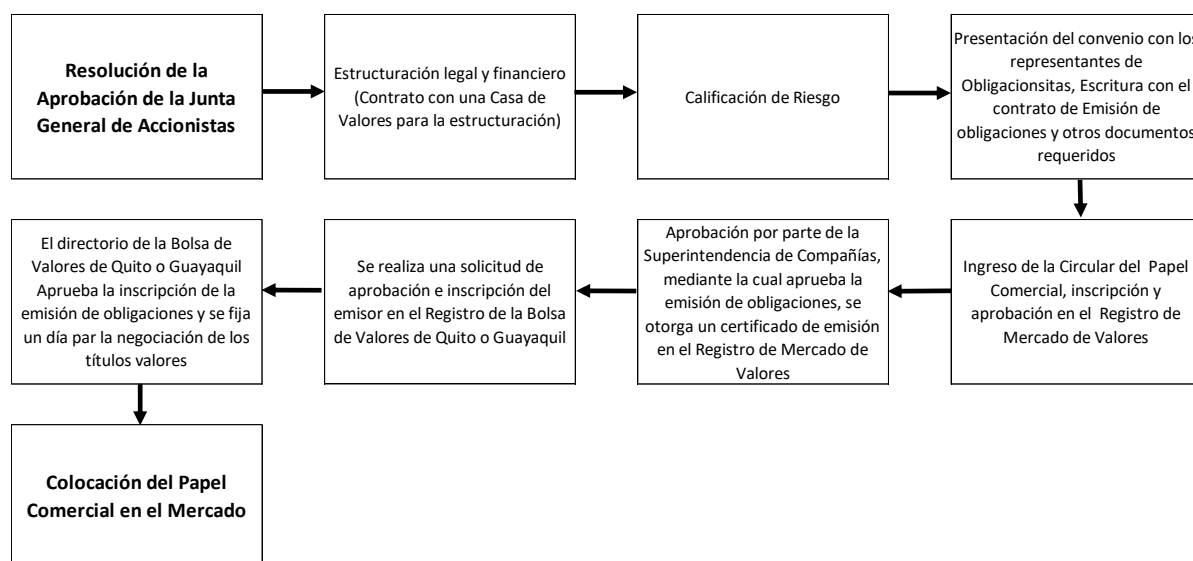 Resolución de la
Aprobación de la Junta
General de Accionistas
Estructuración legal y financiero
(Contrato con una Casa de
Valores para la estructuración)
Calificación de Riesgo
Presentación del convenio con los
representantes de
Obligacionsitas, Escritura con el
contrato de Emisión de
obligaciones y otros documentos
requeridos
Ingreso de la Circular del Papel
Comercial, inscripción y
aprobación en el Registro de
Mercado de Valores
Aprobación por parte de la
Superintendencia de Compañías,
mediante la cual aprueba la
emisión de obligaciones, se
otorga un certificado de emisión
en el Registro de Mercado de
Valores
Se realiza una solicitud de
aprobación e inscripción del
emisor en el Registro de la Bolsa
de Valores de Quito o Guayaquil
El directorio de la Bolsa de
Valores de Quito o Guayaquil
Aprueba la inscripción de la
emisión de obligaciones y se fija
un día par la negociación de los
títulos valores
Colocación del Papel
Comercial en el Mercado